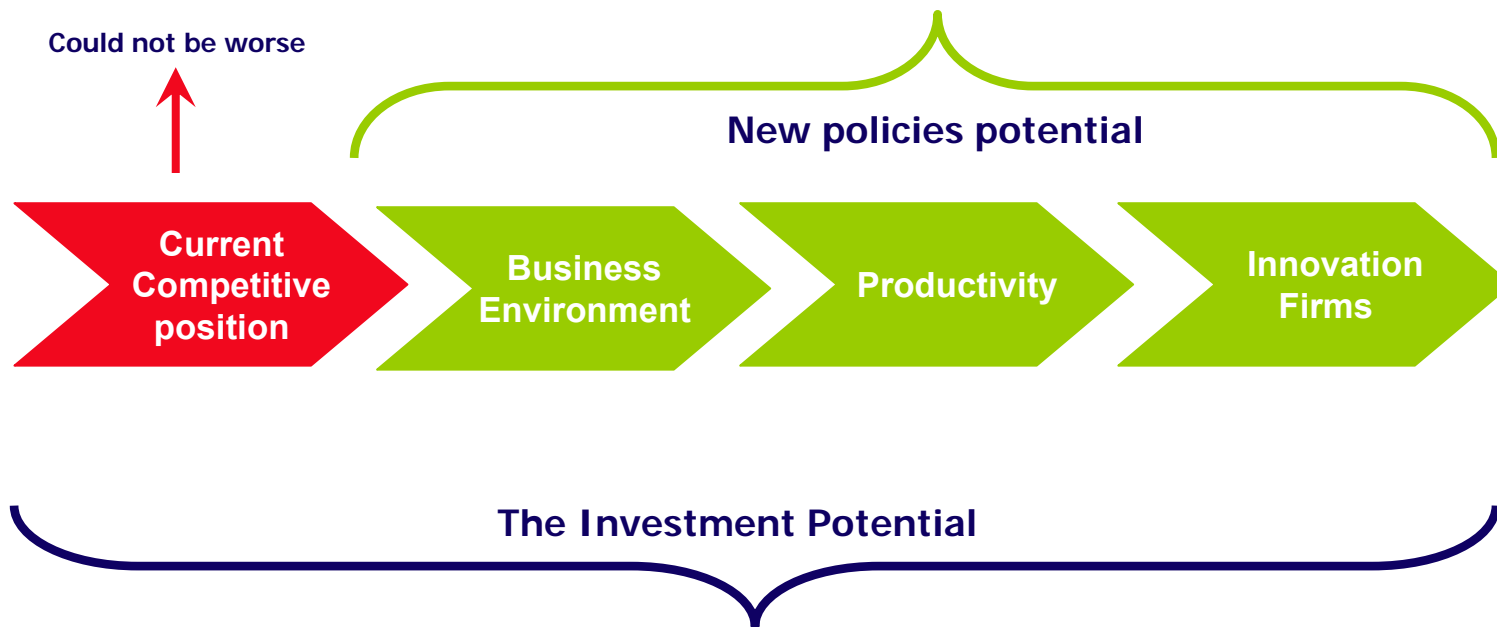 Could not be worse
New policies potential
Current
Competitive
position
Business
Environment
Productivity
Innovation
Firms
The Investment Potential